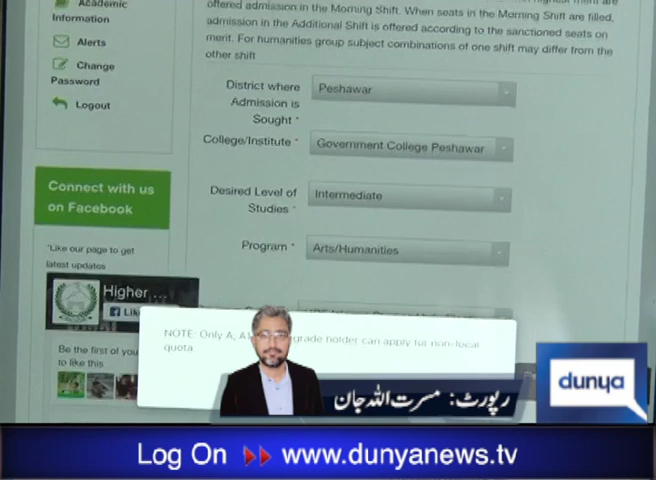 offered admission in the Morning Shift. When seats in the Morning Shift are filled,
admission in the Additional Shift is offered according to the sanctioned seats on
merit. For humanities group subject combinations of one shift may differ from the
other shift
Academic
Information
Alerts
Change
Password
Logout
District where
Admission is
Sought *
Peshawar
College/Institute *
Government College Peshawar
Desired Level of
Studies *
Intermediate
Program *
Arts/Humanities
Connect with us
on Facebook
*Like our page to get
latest updates
Higher ...
Be the first of you
to like this
NOTE: Only A, A1 grade holder can apply for non-local
quota
رپورٹ: مسرت اللہ جان
dunya
Log On www.dunyanews.tv